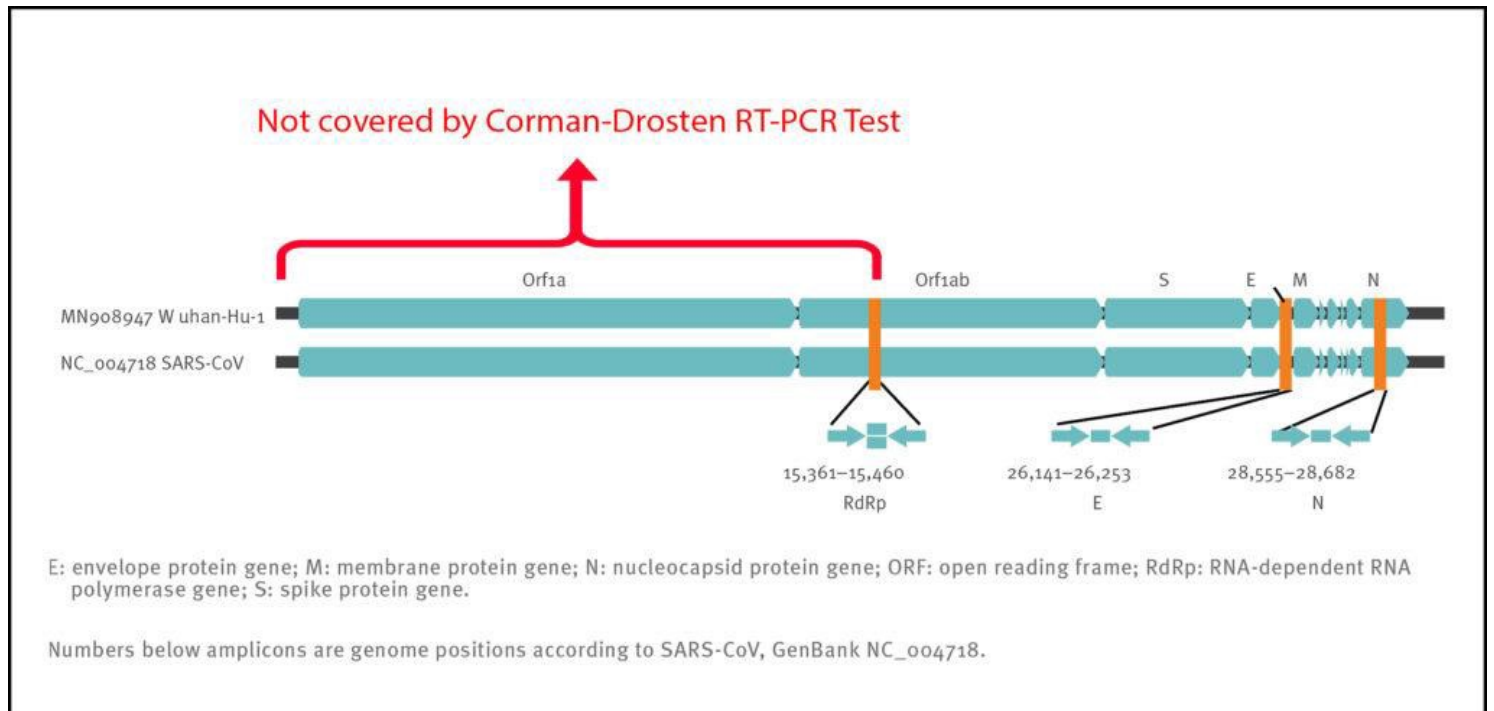 Not covered by Corman-Drosten RT-PCR Test
Orf1a
Orf1ab
S
E
M
N
MN908947 W uhan-Hu-1
NC_004718 SARS-CoV
15,361–15,460
26,141–26,253
28,555–28,682
RdRp
E
N
E: envelope protein gene; M: membrane protein gene; N: nucleocapsid protein gene; ORF: open reading frame; RdRp: RNA-dependent RNA
polymerase gene; S: spike protein gene.
Numbers below amplicons are genome positions according to SARS-CoV, GenBank NC_004718.